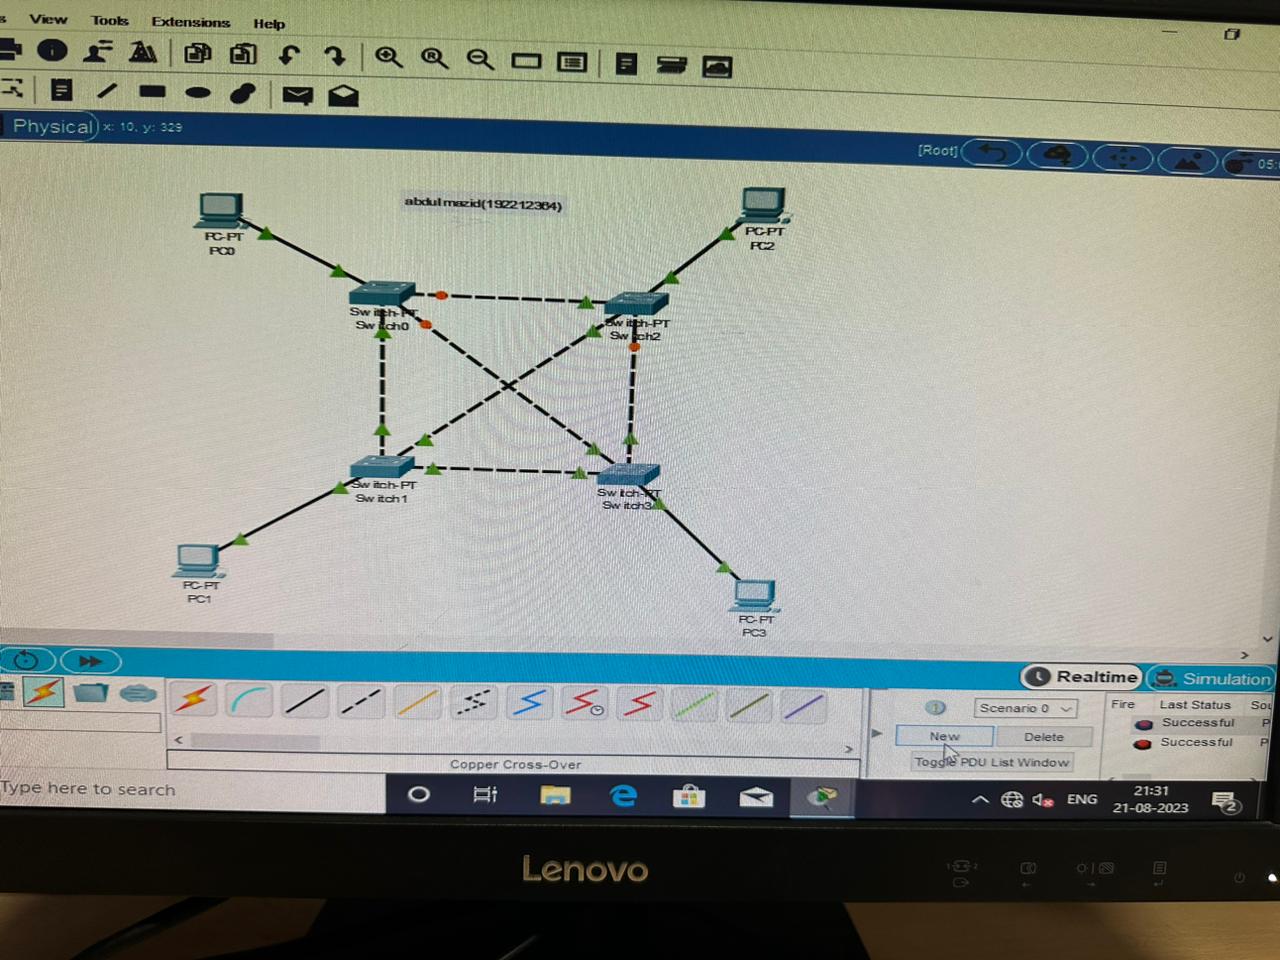 View Tools Extensions Help
Physical x: 10, y: 329
[Root]
05:
abdul mazid(192212364)
PC-PT
PC0
PC-PT
PC2
Switch-PT
Switch0
Switch-PT
Switch2
Switch-PT
Switch1
Switch-PT
Switch3
PC-PT
PC1
PC-PT
PC3
Realtime
Simulation
Scenario 0
New
Delete
Toggle PDU List Window
Fire Last Status Sou
Successful P
Successful P
Copper Cross-Over
Type here to search
ENG
21:31
21-08-2023
2
Lenovo